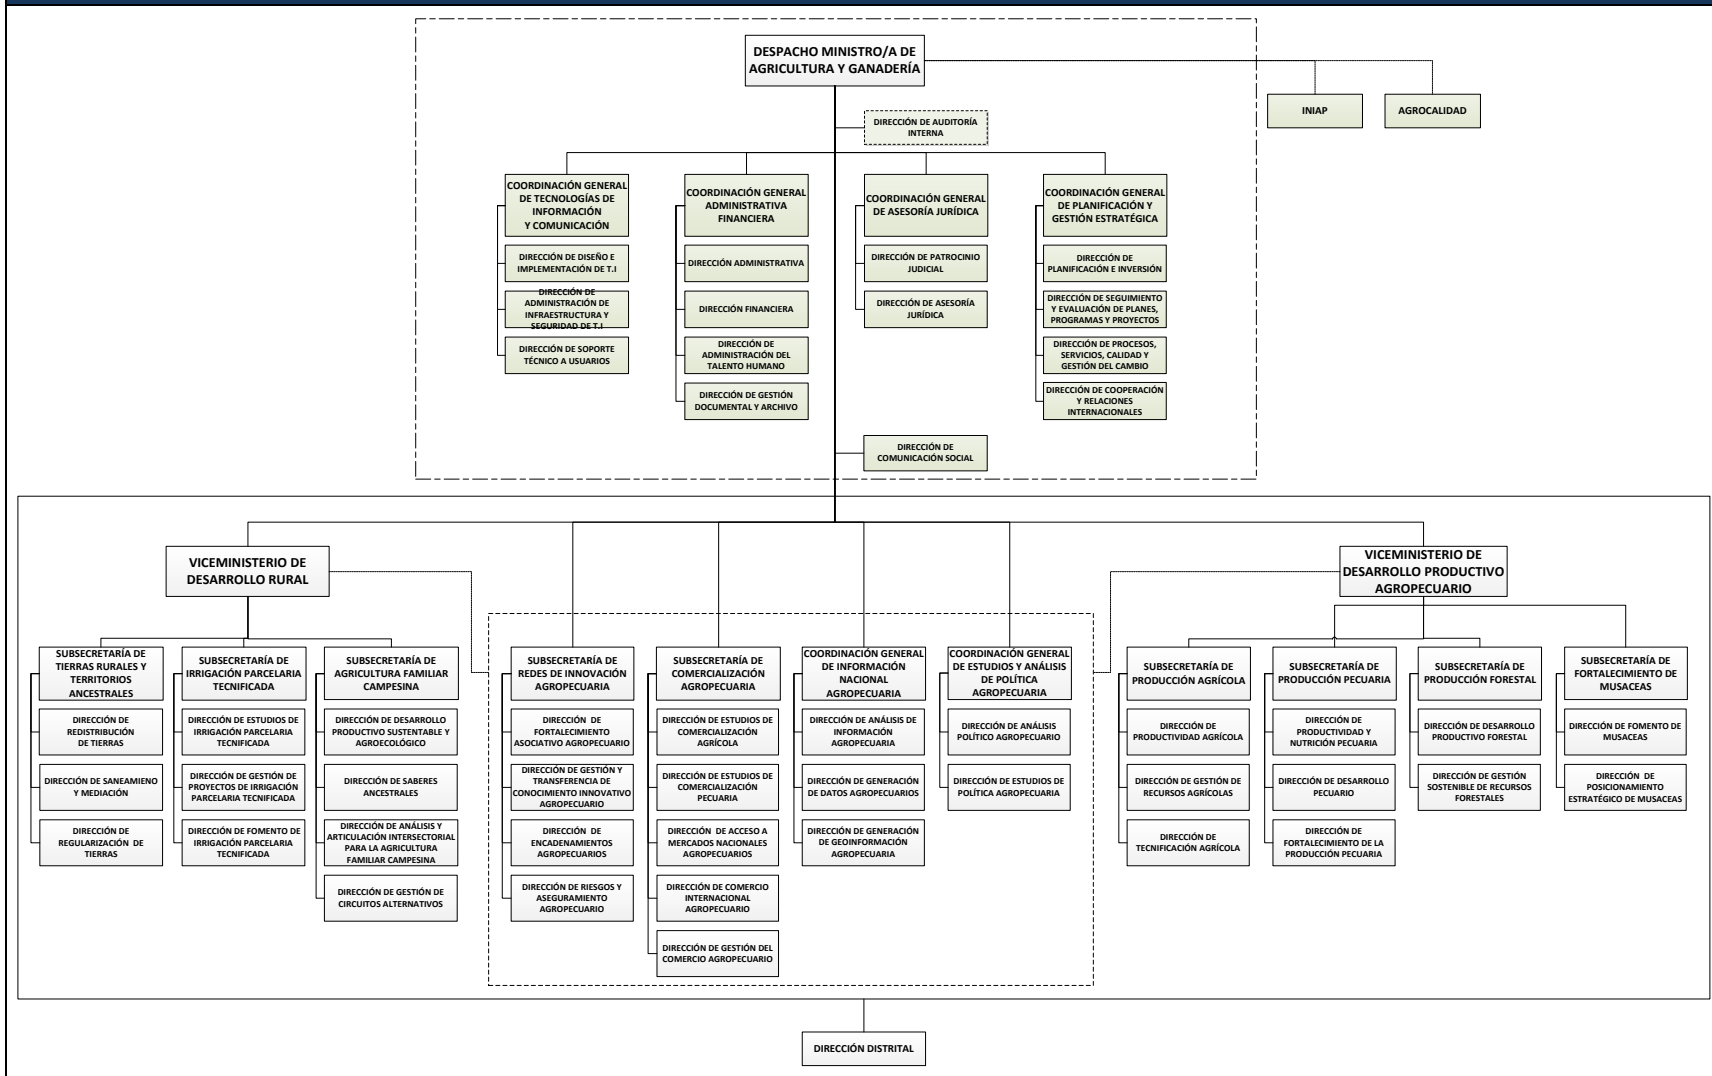 DESPACHO MINISTRO/A DE
AGRICULTURA Y GANADERÍA
INIAP
AGROCALIDAD
DIRECCIÓN DE AUDITORÍA
INTERNA
COORDINACIÓN GENERAL
DE TECNOLOGÍAS DE
INFORMACIÓN
Y COMUNICACIÓN
DIRECCIÓN DE DISEÑO E
IMPLEMENTACIÓN DE T.I
DIRECCIÓN DE
ADMINISTRACIÓN DE
INFRAESTRUCTURA Y
SEGURIDAD DE T.I
DIRECCIÓN DE SOPORTE
TÉCNICO A USUARIOS
COORDINACIÓN GENERAL
ADMINISTRATIVA
FINANCIERA
DIRECCIÓN ADMINISTRATIVA
DIRECCIÓN FINANCIERA
DIRECCIÓN DE
ADMINISTRACIÓN DEL
TALENTO HUMANO
DIRECCIÓN DE GESTIÓN
DOCUMENTAL Y ARCHIVO
COORDINACIÓN GENERAL
DE ASESORÍA JURÍDICA
DIRECCIÓN DE PATROCINIO
JUDICIAL
DIRECCIÓN DE ASESORÍA
JURÍDICA
COORDINACIÓN GENERAL
DE PLANIFICACIÓN Y
GESTIÓN ESTRATÉGICA
DIRECCIÓN DE
PLANIFICACIÓN E INVERSIÓN
DIRECCIÓN DE SEGUIMIENTO
Y EVALUACIÓN DE PLANES,
PROGRAMAS Y PROYECTOS
DIRECCIÓN DE PROCESOS,
SERVICIOS, CALIDAD Y
GESTIÓN DEL CAMBIO
DIRECCIÓN DE COOPERACIÓN
Y RELACIONES
INTERNACIONALES
DIRECCIÓN DE
COMUNICACIÓN SOCIAL
VICEMINISTERIO DE
DESARROLLO RURAL
VICEMINISTERIO DE
DESARROLLO PRODUCTIVO
AGROPECUARIO
SUBSECRETARÍA DE
TIERRAS RURALES Y
TERRITORIOS
ANCESTRALES
DIRECCIÓN DE
REDISTRIBUCIÓN
DE TIERRAS
DIRECCIÓN DE SANEAMIENO
Y MEDIACIÓN
DIRECCIÓN DE
REGULARIZACIÓN DE
TIERRAS
SUBSECRETARÍA DE
IRRIGACIÓN PARCELARIA
TECNIFICADA
DIRECCIÓN DE ESTUDIOS DE
IRRIGACIÓN PARCELARIA
TECNIFICADA
DIRECCIÓN DE GESTIÓN DE
PROYECTOS DE IRRIGACIÓN
PARCELARIA TECNIFICADA
DIRECCIÓN DE FOMENTO DE
IRRIGACIÓN PARCELARIA
TECNIFICADA
SUBSECRETARÍA DE
AGRICULTURA FAMILIAR
CAMPESINA
DIRECCIÓN DE DESARROLLO
PRODUCTIVO SUSTENTABLE Y
AGROECOLÓGICO
DIRECCIÓN DE SABERES
ANCESTRALES
DIRECCIÓN DE ANÁLISIS Y
ARTICULACIÓN INTERSECTORIAL
PARA LA AGRICULTURA
FAMILIAR CAMPESINA
DIRECCIÓN DE GESTIÓN DE
CIRCUITOS ALTERNATIVOS
SUBSECRETARÍA DE
REDES DE INNOVACIÓN
AGROPECUARIA
DIRECCIÓN DE
FORTALECIMIENTO
ASOCIATIVO AGROPECUARIO
DIRECCIÓN DE GESTIÓN Y
TRANSFERENCIA DE
CONOCIMIENTO INNOVATIVO
AGROPECUARIO
DIRECCIÓN DE
ENCADENAMIENTOS
AGROPECUARIOS
DIRECCIÓN DE RIESGOS Y
ASEGURAMIENTO
AGROPECUARIO
SUBSECRETARÍA DE
COMERCIALIZACIÓN
AGROPECUARIA
DIRECCIÓN DE ESTUDIOS DE
COMERCIALIZACIÓN
AGRÍCOLA
DIRECCIÓN DE ESTUDIOS DE
COMERCIALIZACIÓN
PECUARIA
DIRECCIÓN DE ACCESO A
MERCADOS NACIONALES
AGROPECUARIOS
DIRECCIÓN DE COMERCIO
INTERNACIONAL
AGROPECUARIO
DIRECCIÓN DE GESTIÓN DEL
COMERCIO AGROPECUARIO
COORDINACIÓN GENERAL
DE INFORMACIÓN
NACIONAL
AGROPECUARIA
DIRECCIÓN DE ANÁLISIS DE
INFORMACIÓN
AGROPECUARIA
DIRECCIÓN DE GENERACIÓN
DE DATOS AGROPECUARIOS
DIRECCIÓN DE GENERACIÓN
DE GEOINFORMACIÓN
AGROPECUARIA
COORDINACIÓN GENERAL
DE ESTUDIOS Y ANÁLISIS
DE POLÍTICA
AGROPECUARIA
DIRECCIÓN DE ANÁLISIS
POLÍTICO AGROPECUARIO
DIRECCIÓN DE ESTUDIOS DE
POLÍTICA AGROPECUARIA
SUBSECRETARÍA DE
PRODUCCIÓN AGRÍCOLA
DIRECCIÓN DE
PRODUCTIVIDAD AGRÍCOLA
DIRECCIÓN DE GESTIÓN DE
RECURSOS AGRÍCOLAS
DIRECCIÓN DE
TECNIFICACIÓN AGRÍCOLA
SUBSECRETARÍA DE
PRODUCCIÓN PECUARIA
DIRECCIÓN DE
PRODUCTIVIDAD Y
NUTRICIÓN PECUARIA
DIRECCIÓN DE DESARROLLO
PECUARIO
DIRECCIÓN DE
FORTALECIMIENTO DE LA
PRODUCCIÓN PECUARIA
SUBSECRETARÍA DE
PRODUCCIÓN FORESTAL
DIRECCIÓN DE DESARROLLO
PRODUCTIVO FORESTAL
DIRECCIÓN DE GESTIÓN
SOSTENIBLE DE RECURSOS
FORESTALES
SUBSECRETARÍA DE
FORTALECIMIENTO DE
MUSACEAS
DIRECCIÓN DE FOMENTO DE
MUSACEAS
DIRECCIÓN DE
POSICIONAMIENTO
ESTRATÉGICO DE MUSACEAS
DIRECCIÓN DISTRITAL